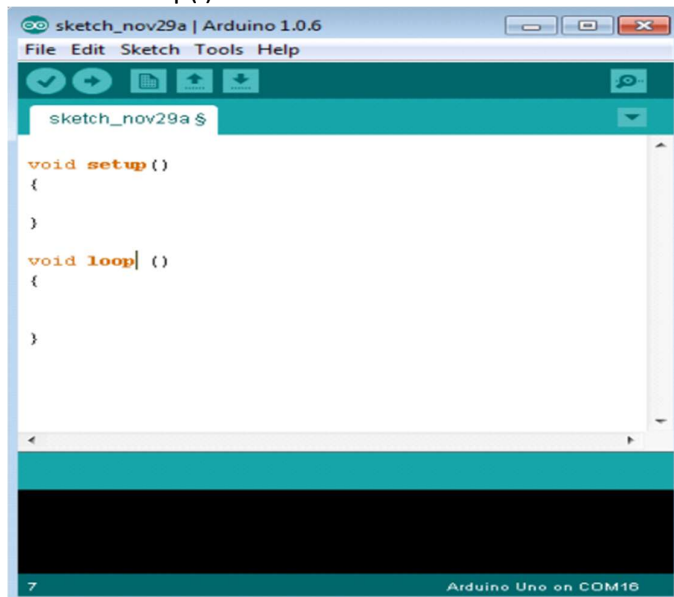 sketch_nov29a | Arduino 1.0.6
File Edit Sketch Tools Help
sketch_nov29a §
void setup()
{
}
void loop ()
{
}
7 Arduino Uno on COM16